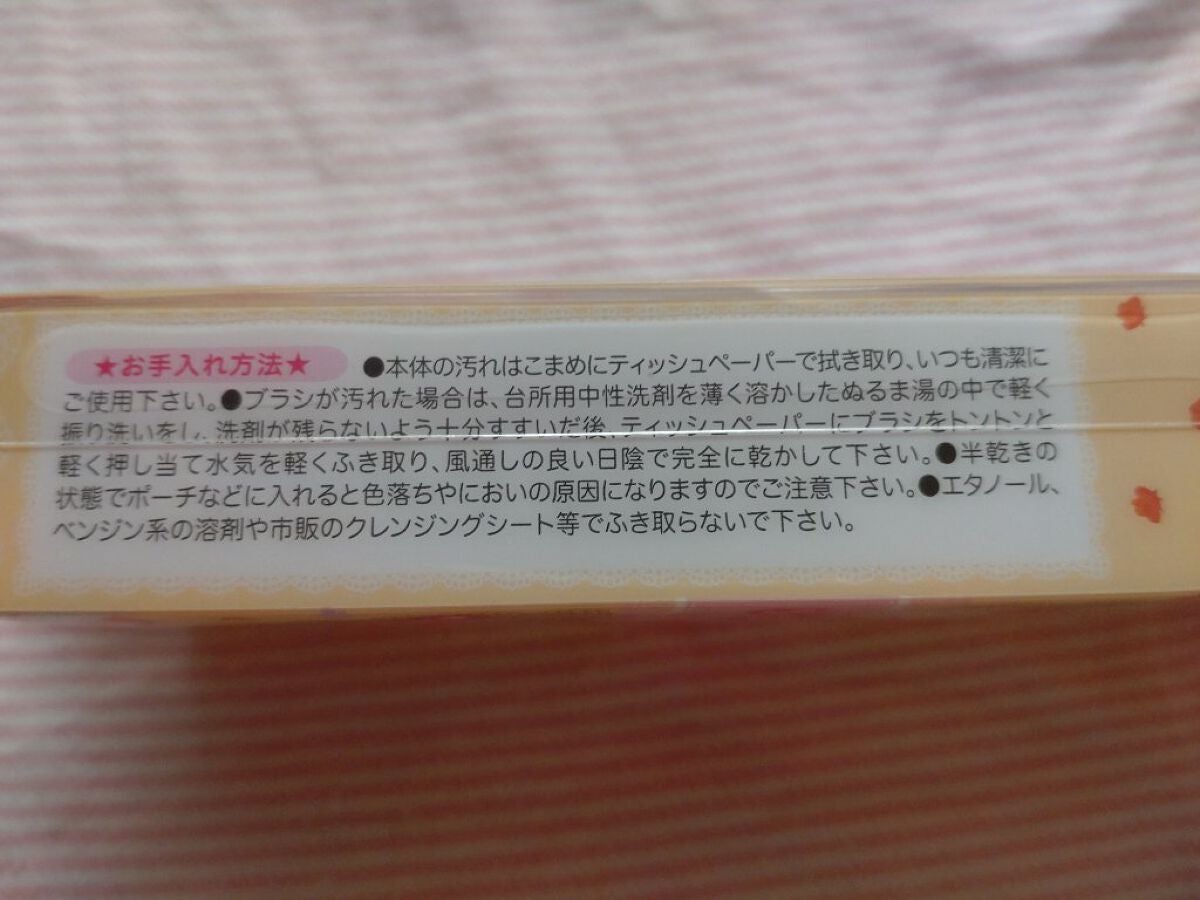 ★お手入れ方法★ ●本体の汚れはこまめにティッシュペーパーで拭き取り、いつも清潔に
ご使用下さい。●ブラシが汚れた場合は、台所用中性洗剤を薄く溶かしたぬるま湯の中で軽く
振り洗いをし、洗剤が残らないよう十分すすいだ後、ティッシュペーパーにブラシをトントンと
軽く押し当て水気を軽くふき取り、風通しの良い日陰で完全に乾かして下さい。●半乾きの
状態でポーチなどに入れると色落ちやにおいの原因になりますのでご注意下さい。●エタノール、
ベンジン系の溶剤や市販のクレンジングシート等でふき取らないで下さい。